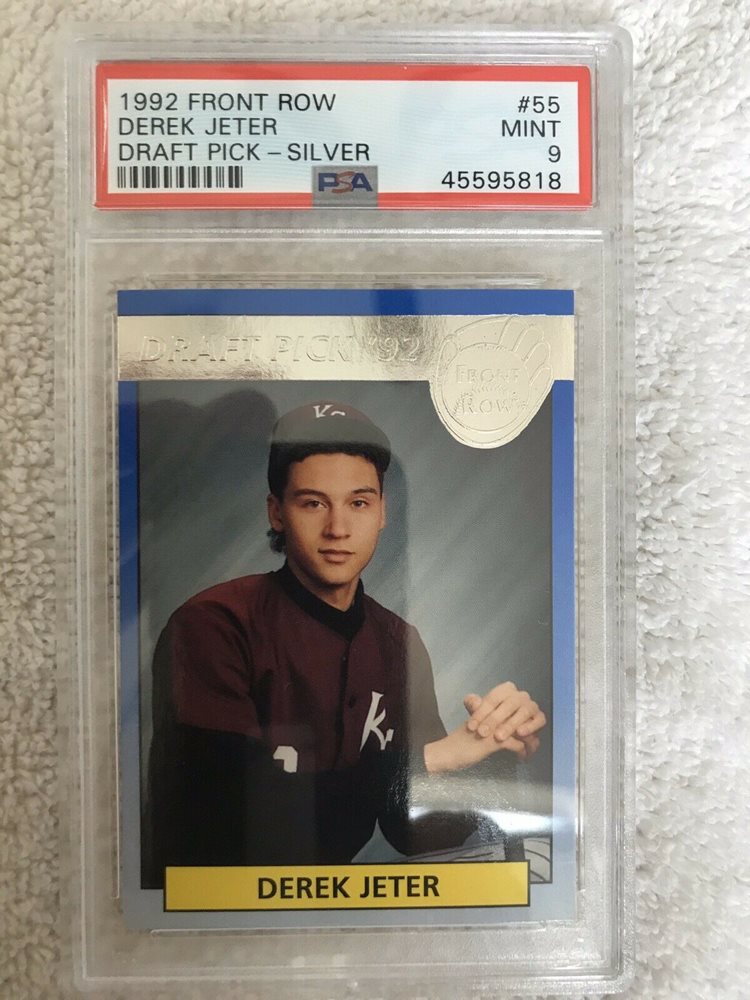 1992 FRONT ROW #55
DEREK JETER MINT
DRAFT PICK - SILVER 9
PSA 45595818
DRAFT PICK '92
FRONT
ROW
K
K
DEREK JETER